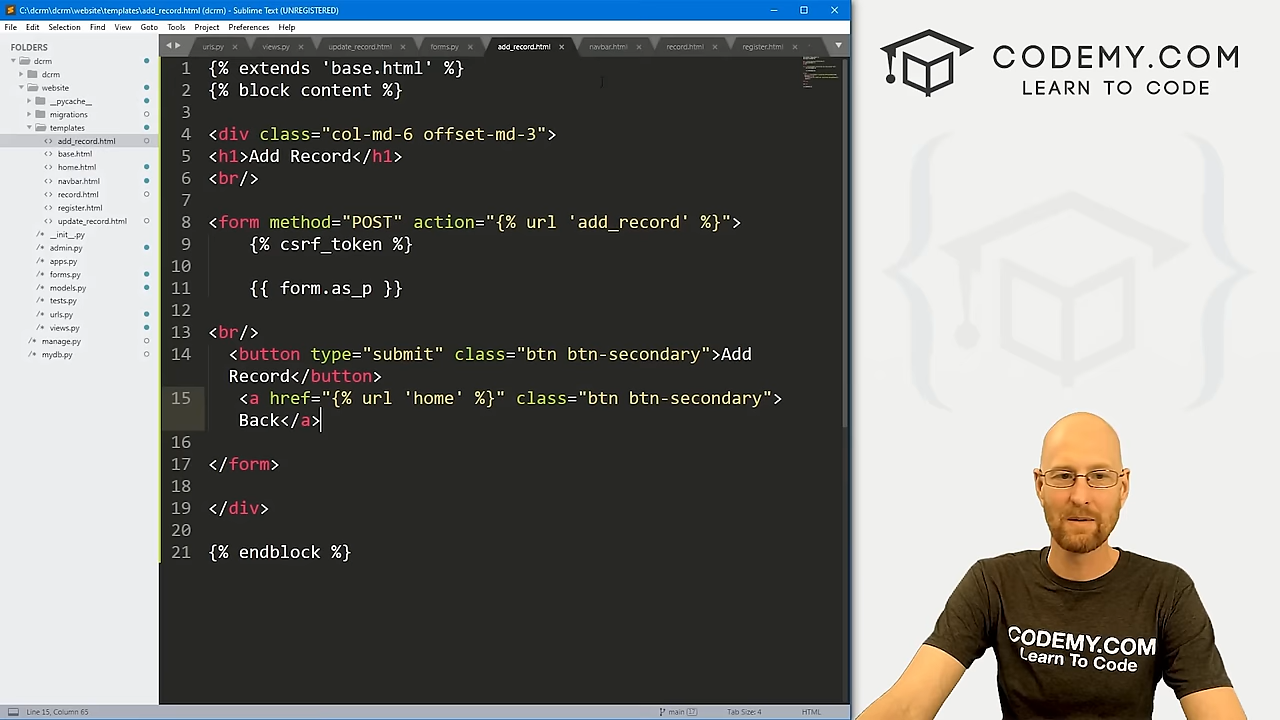 C:\dcrm\dcrm\website\templates\add_record.html (dcrm) - Sublime Text (UNREGISTERED)
File Edit Selection Find View Goto Tools Project Preferences Help
FOLDERS
dcrm
dcrm
website
__pycache__
migrations
templates
add_record.html
base.html
home.html
navbar.html
record.html
register.html
update_record.html
__init__.py
admin.py
apps.py
forms.py
models.py
tests.py
urls.py
views.py
manage.py
mydb.py
urls.py views.py update_record.html forms.py add_record.html navbar.html record.html register.html
1 {% extends 'base.html' %}
2 {% block content %}
3
4 <div class="col-md-6 offset-md-3">
5 <h1>Add Record</h1>
6 <br/>
7
8 <form method="POST" action="{% url 'add_record' %}">
9 {% csrf_token %}
10
11 {{ form.as_p }}
12
13 <br/>
14 <button type="submit" class="btn btn-secondary">Add
Record</button>
15 <a href="{% url 'home' %}" class="btn btn-secondary">
Back</a>
16
17 </form>
18
19 </div>
20
21 {% endblock %}
Line 15, Column 65
main
Tab Size: 4
HTML
CODEMY.COM
LEARN TO CODE
CODEMY.COM
Learn To Code